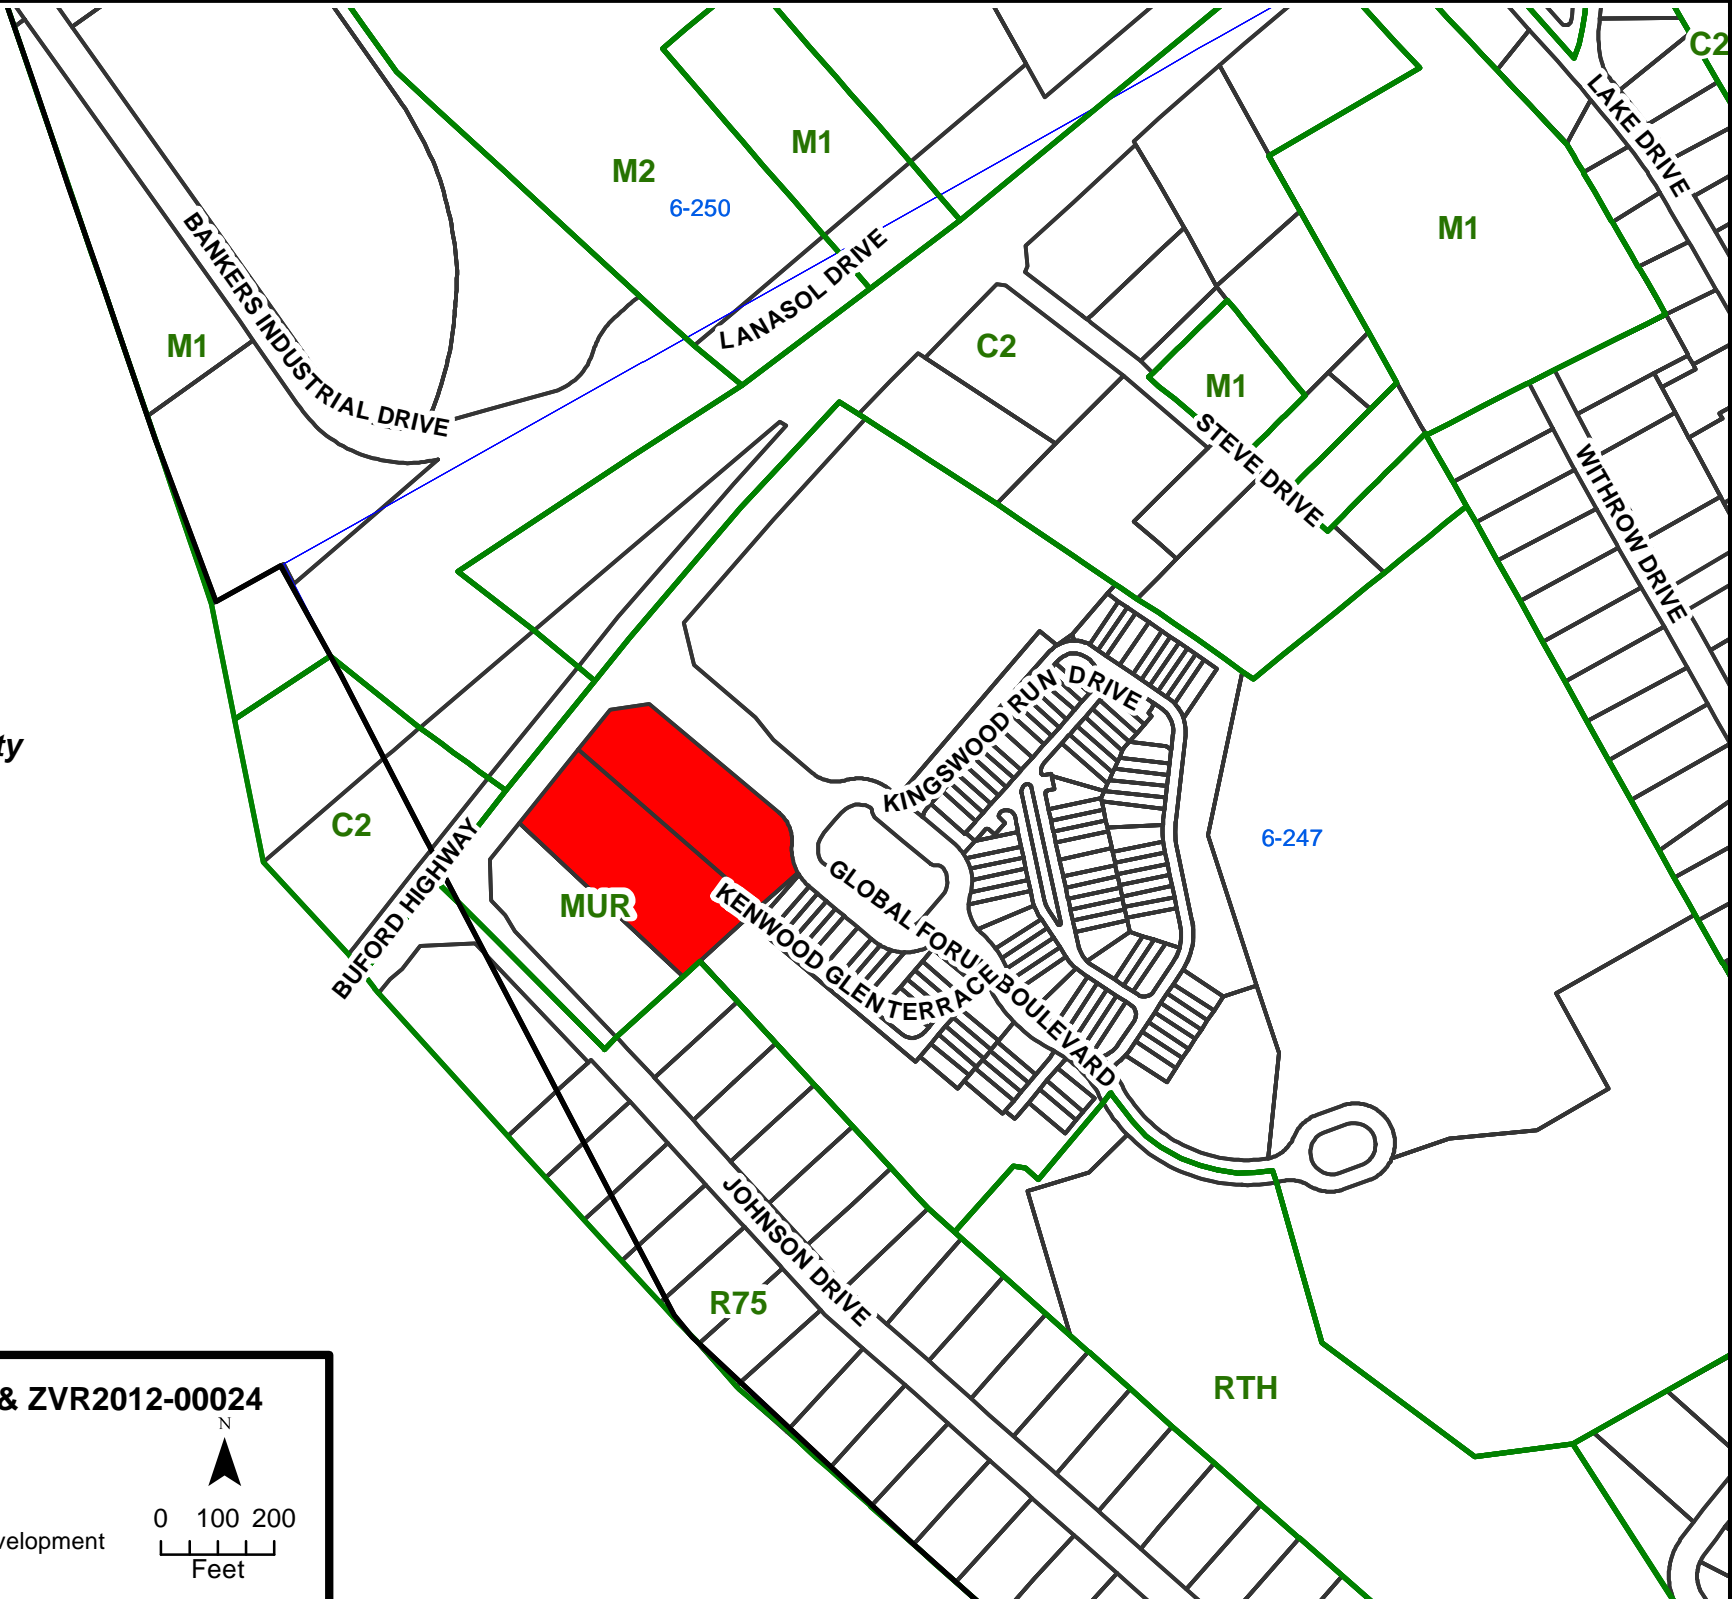 C2
LAKE DRIVE
M1
M2
6-250
M1
BANKERS INDUSTRIAL DRIVE
LANASOL DRIVE
M1
C2
M1
STEVE DRIVE
WITHROW DRIVE
KINGSWOOD RUN DRIVE
ty
C2
6-247
BUFORD HIGHWAY
MUR
GLOBAL FORUM BOULEVARD
KENWOOD GLEN TERRACE
JOHNSON DRIVE
R75
RTH
& ZVR2012-00024
N
0 100 200
velopment
Feet